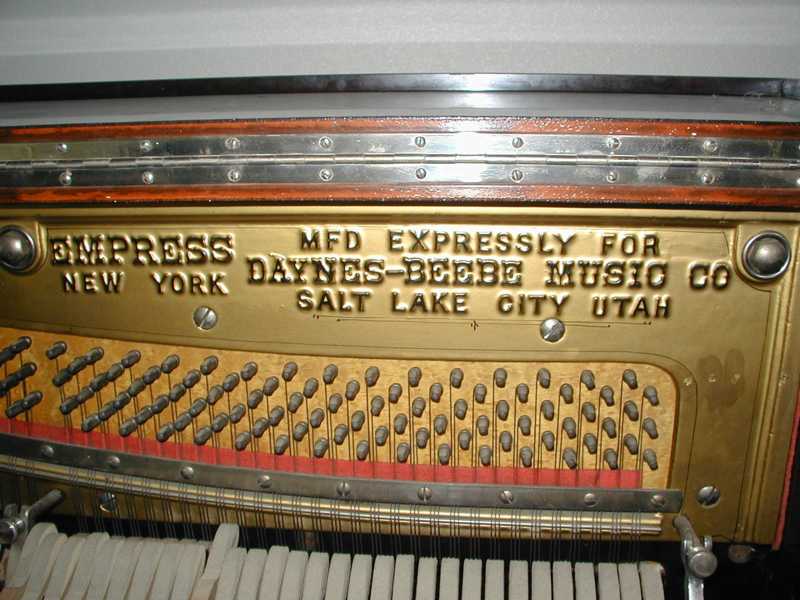 EMPRESS
NEW YORK
MFD EXPRESSLY FOR
DAYNES-BEEBE MUSIC CO
SALT LAKE CITY UTAH